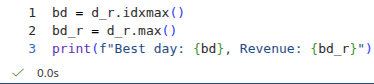 1 bd = d_r.idxmax()
2 bd_r = d_r.max()
3 print(f"Best day: {bd}, Revenue: {bd_r}")
✓ 0.0s